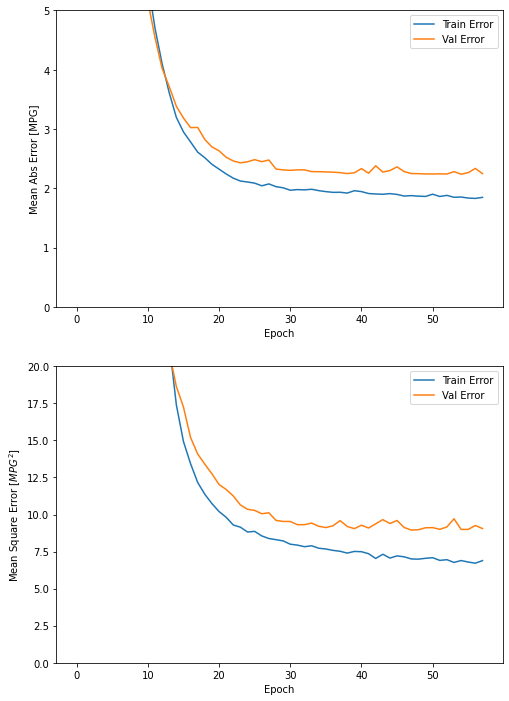 5
4
3
2
1
0
Mean Abs Error [MPG]
Train Error
Val Error
0 10 20 30 40 50
Epoch
20.0
17.5
15.0
12.5
10.0
7.5
5.0
2.5
0.0
Mean Square Error [$MPG^2$]
Train Error
Val Error
0 10 20 30 40 50
Epoch